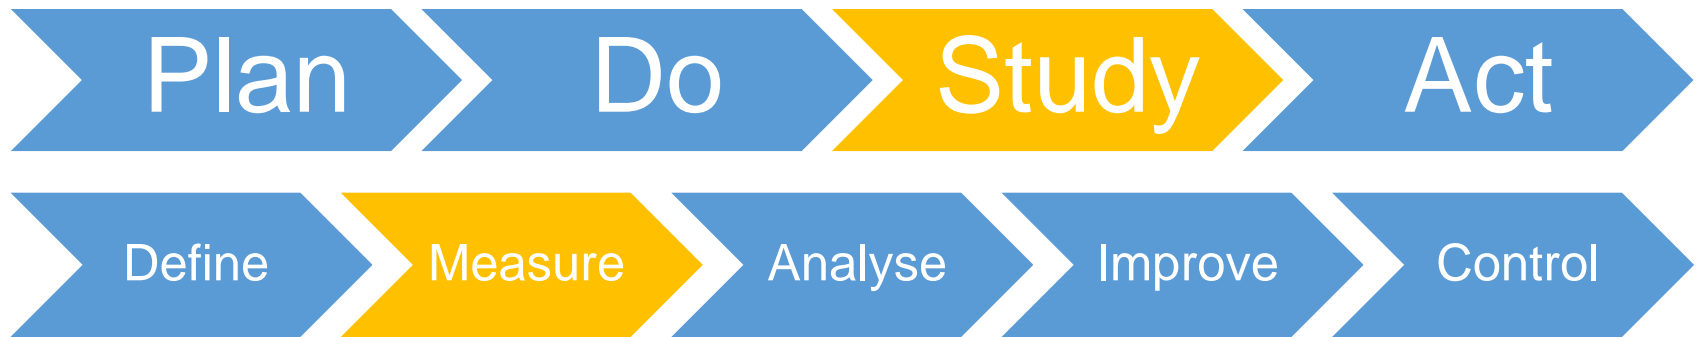 Plan Do Study Act
Define Measure Analyse Improve Control